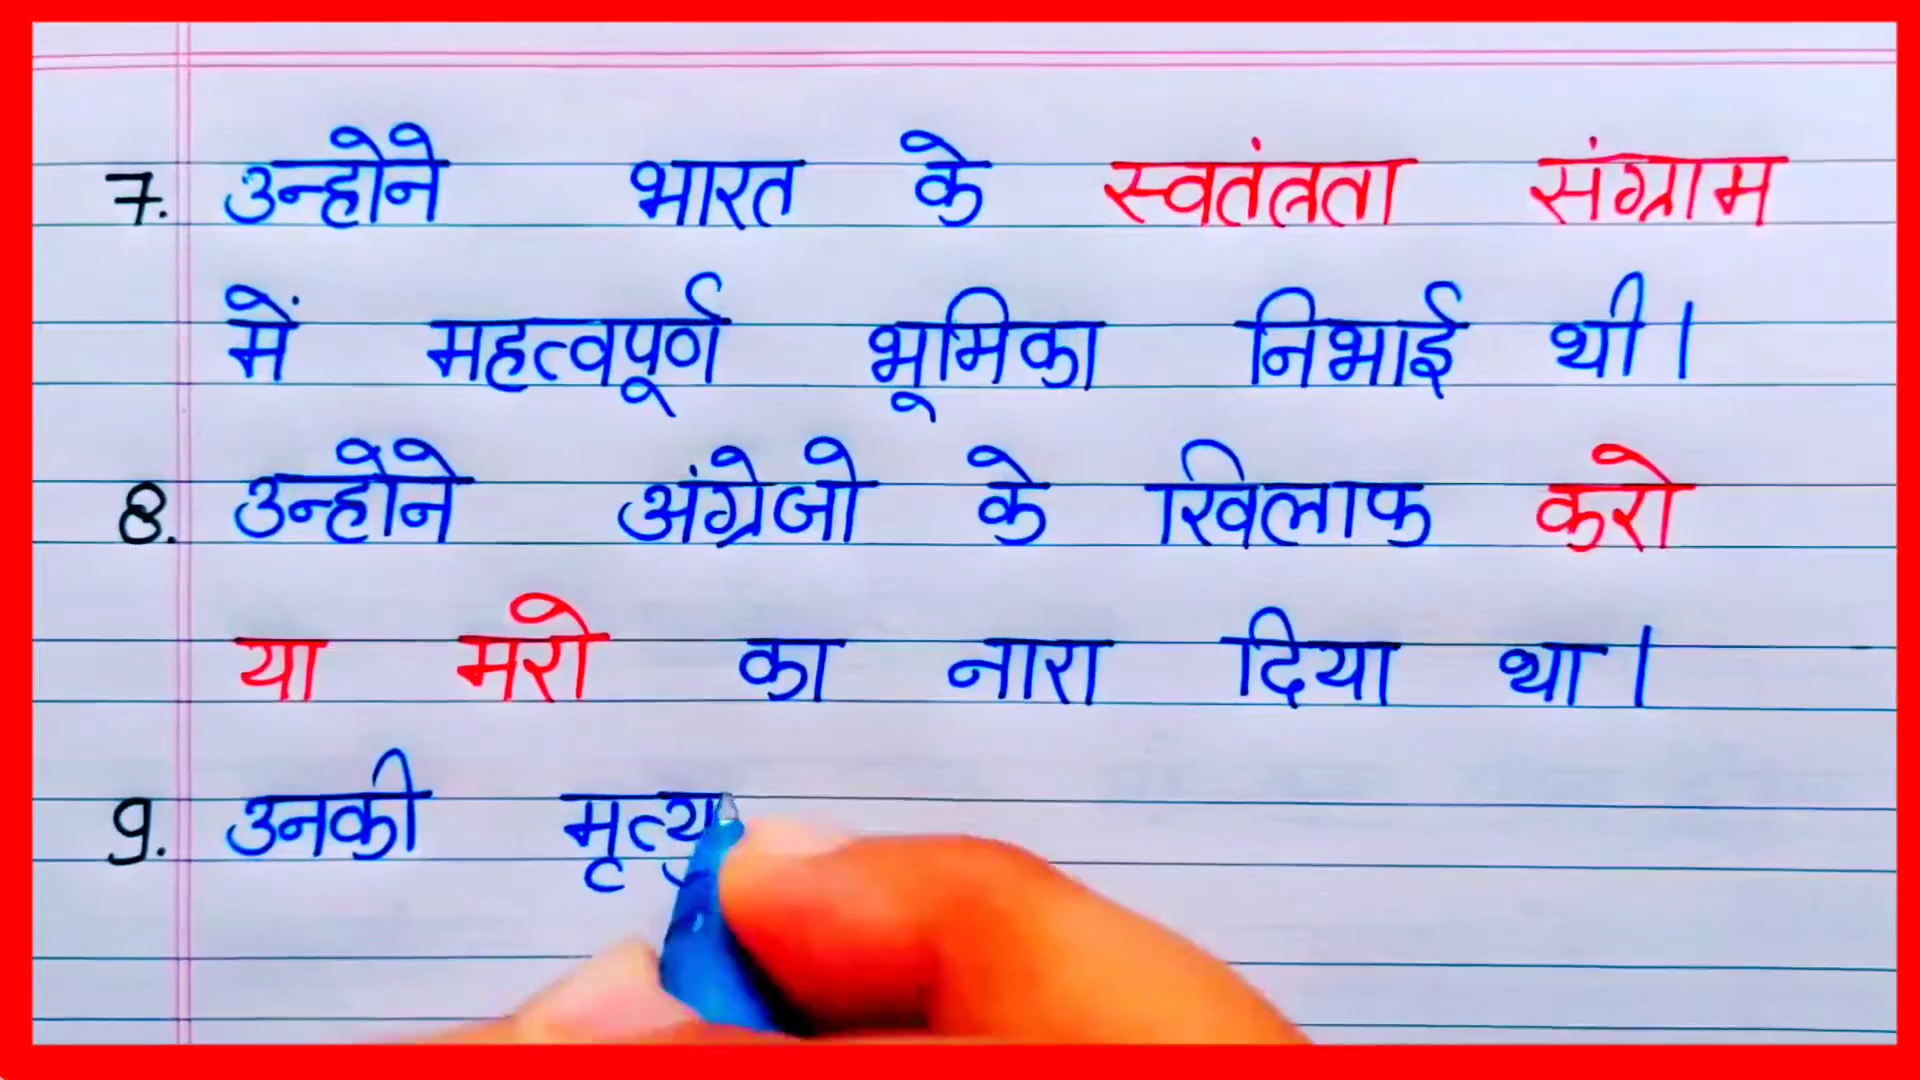 7. उन्होने भारत के स्वतंत्रता संग्राम
में महत्वपूर्ण भूमिका निभाई थी।
8. उन्होने अंग्रेजो के खिलाफ करो
या मरो का नारा दिया था।
9. उनकी मृत्यु